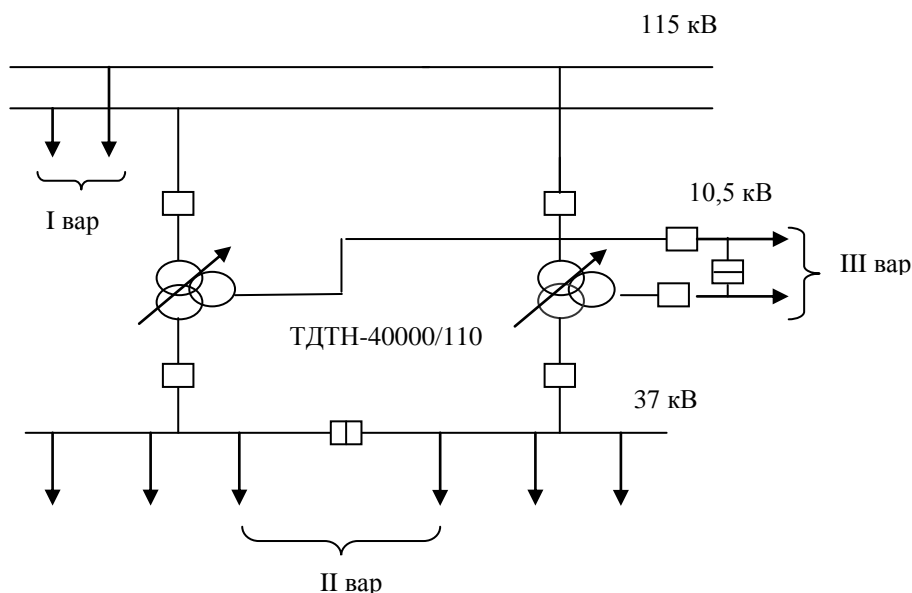 115 кВ
10,5 кВ
I вар
III вар
ТДТН-40000/110
37 кВ
II вар